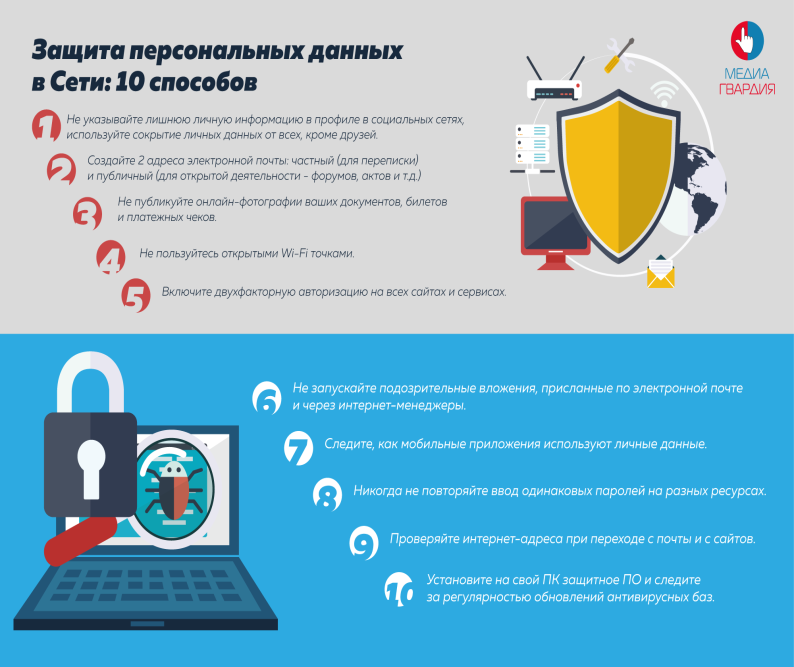 Защита персональных данных
в Сети: 10 способов
МЕДИА
ГВАРДИЯ
1
Не указывайте лишнюю личную информацию в профиле в социальных сетях,
используйте сокрытие личных данных от всех, кроме друзей.
2
Создайте 2 адреса электронной почты: частный (для переписки)
и публичный (для открытой деятельности - форумов, актов и т.д.)
3
Не публикуйте онлайн-фотографии ваших документов, билетов
и платежных чеков.
4
Не пользуйтесь открытыми Wi-Fi точками.
5
Включите двухфакторную авторизацию на всех сайтах и сервисах.
6
Не запускайте подозрительные вложения, присланные по электронной почте
и через интернет-менеджеры.
7
Следите, как мобильные приложения используют личные данные.
8
Никогда не повторяйте ввод одинаковых паролей на разных ресурсах.
9
Проверяйте интернет-адреса при переходе с почты и с сайтов.
10
Установите на свой ПК защитное ПО и следите
за регулярностью обновлений антивирусных баз.